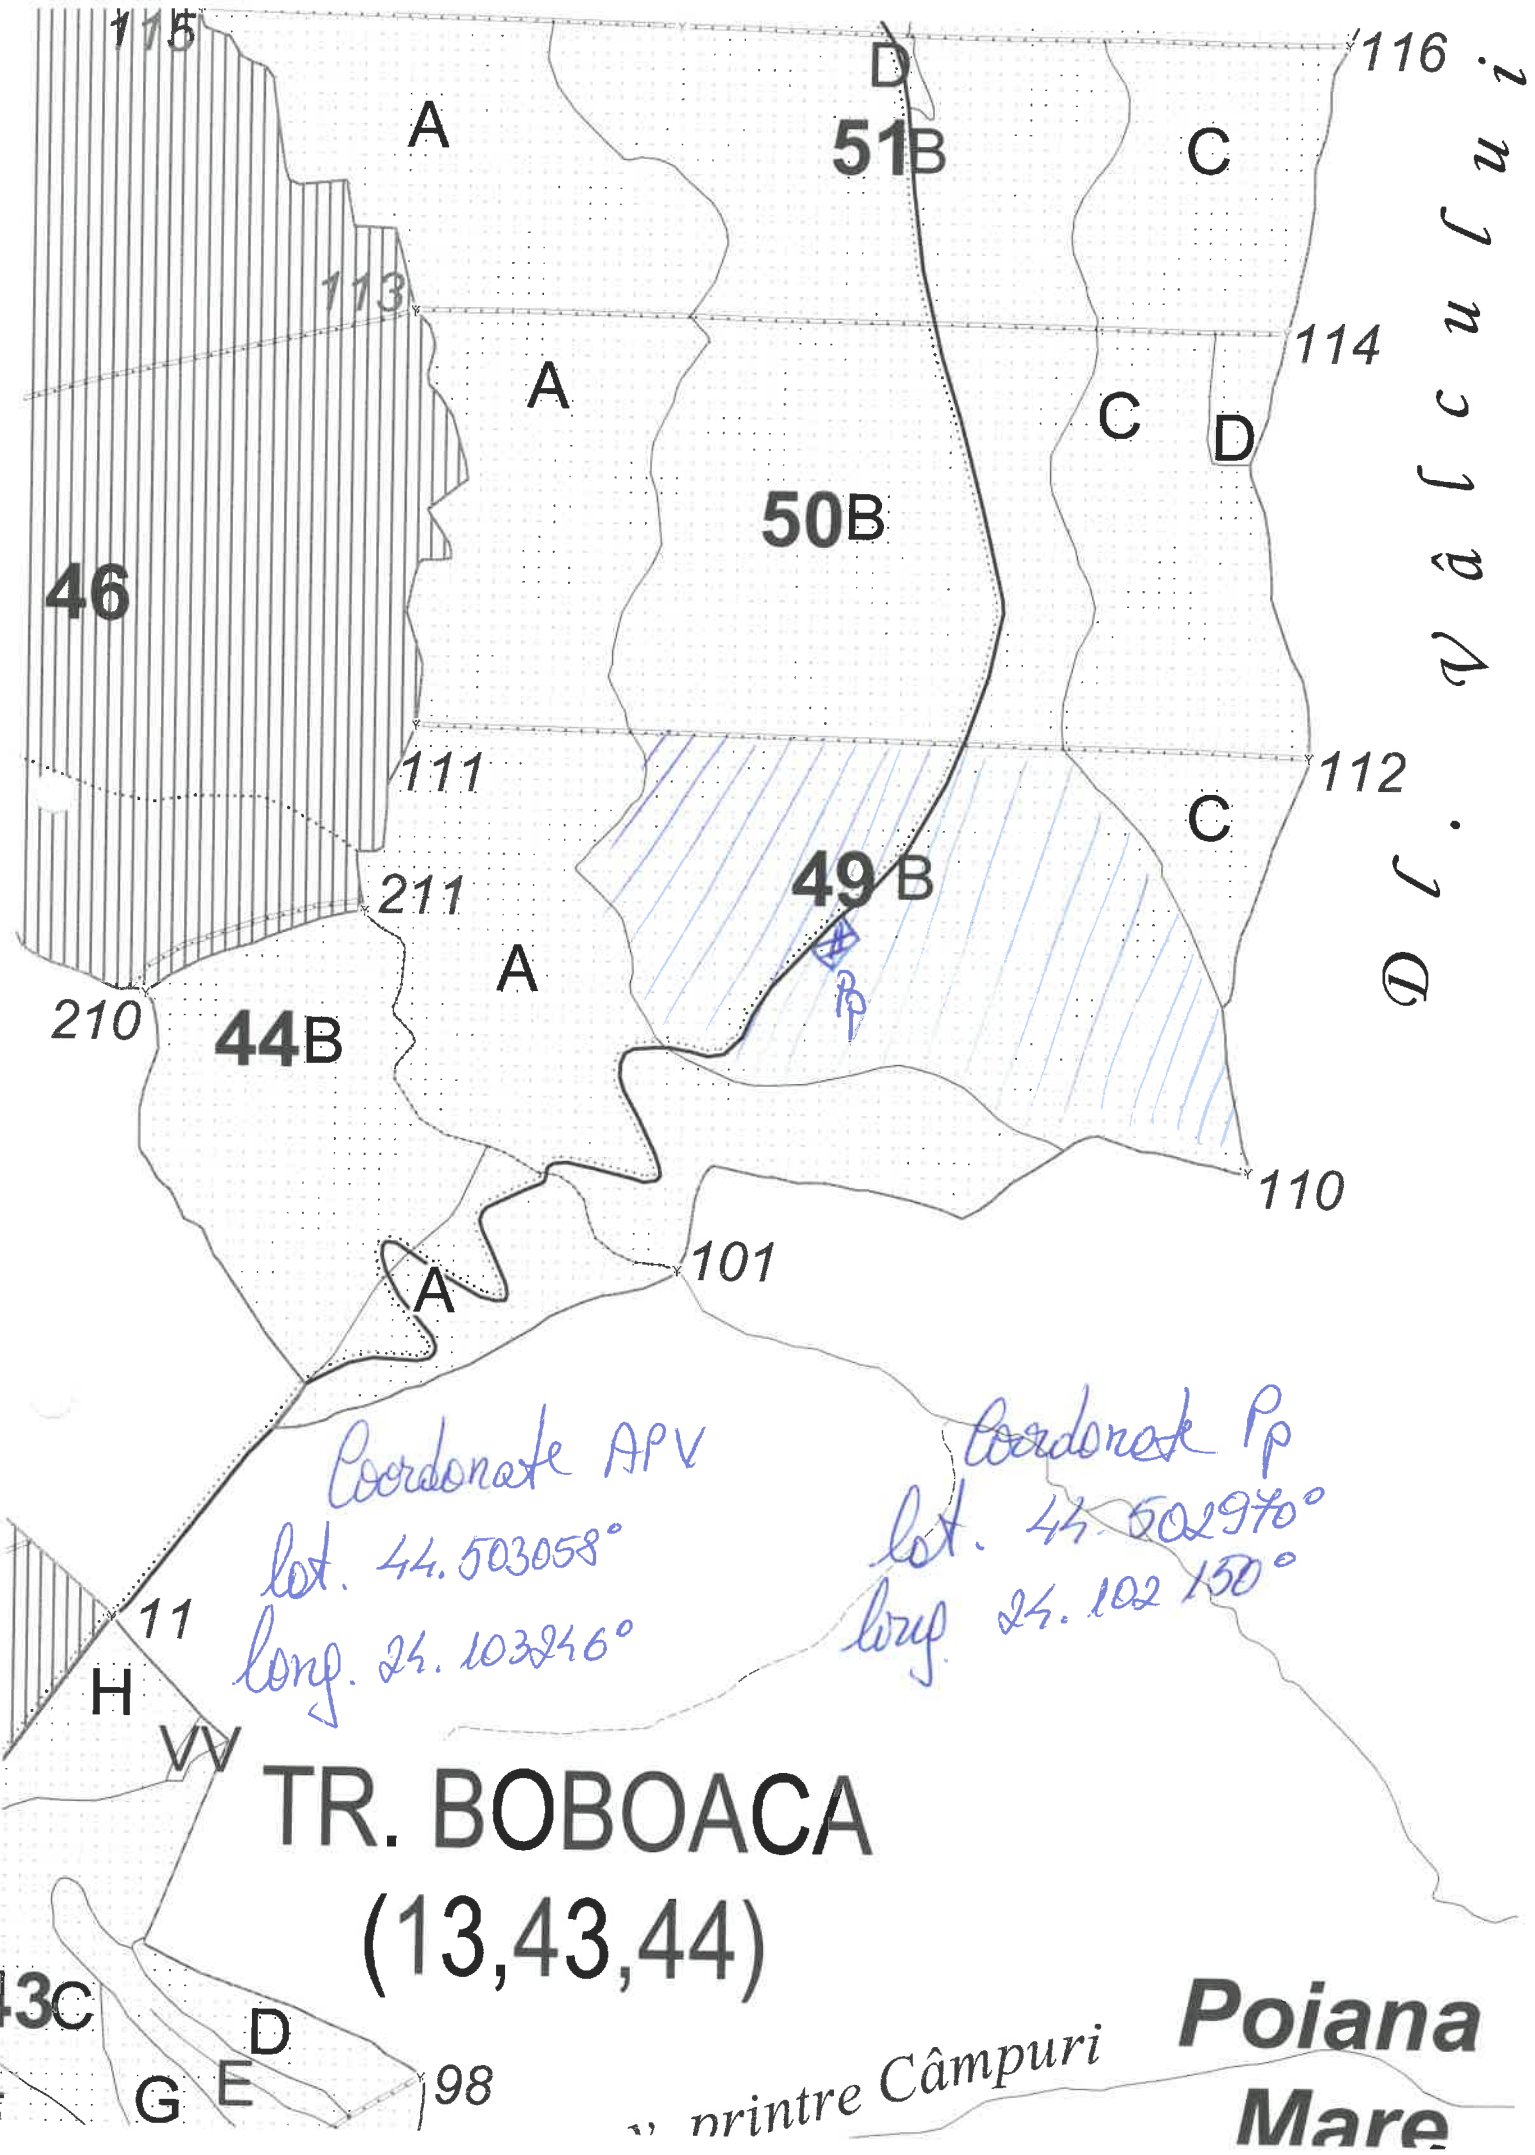 115
116
D
A
51B
C
113
114
A
C
D
50B
46
111
112
C
49 B
211
A
Pp
210
44B
110
101
A
Dl. Vâlcului
Coordonate APV
lat. 44.503058°
long. 24.103246°
Coordonate Pp
lat. 44.502970°
long. 24.102150°
11
H
VV
TR. BOBOACA
(13,43,44)
43C
D
E
G
98
printre Câmpuri
Poiana
Mare